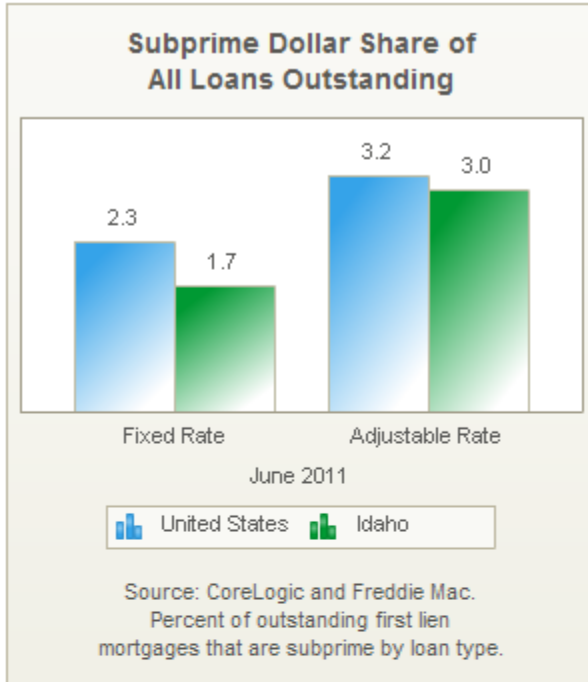 Subprime Dollar Share of
All Loans Outstanding
2.3
1.7
3.2
3.0
Fixed Rate
Adjustable Rate
June 2011
United States
Idaho
Source: CoreLogic and Freddie Mac.
Percent of outstanding first lien
mortgages that are subprime by loan type.